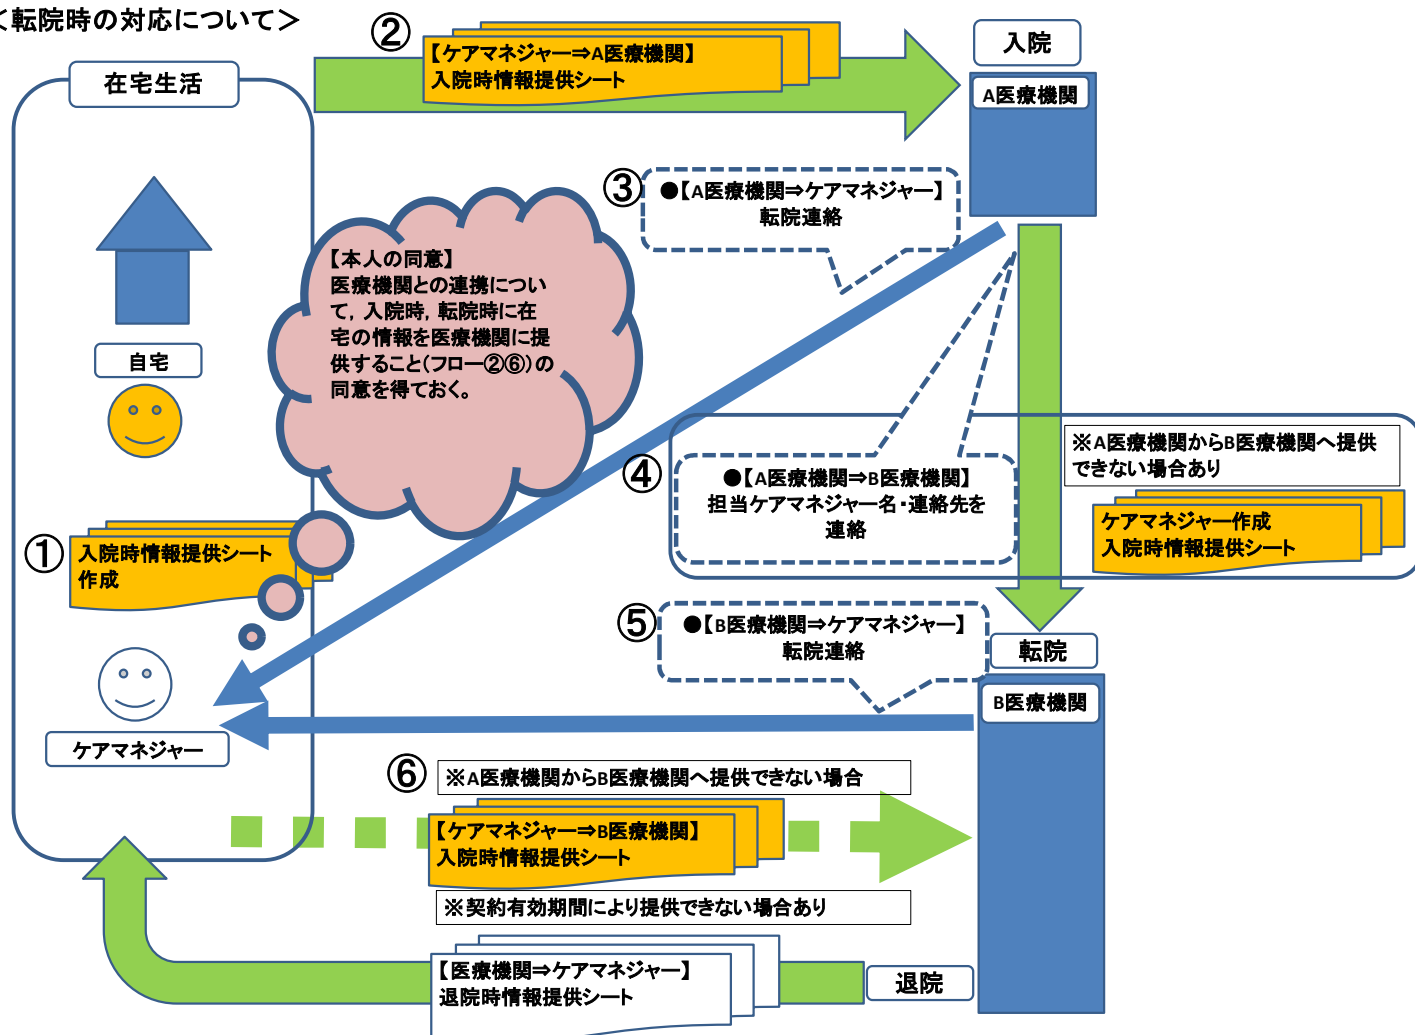 <転院時の対応について>
在宅生活
②
【ケアマネジャー⇒A医療機関】
入院時情報提供シート
入院
A医療機関
③
●【A医療機関⇒ケアマネジャー】
転院連絡
【本人の同意】
医療機関との連携につい
て，入院時，転院時に在
宅の情報を医療機関に提
供すること(フロー②⑥)の
同意を得ておく。
自宅
④
●【A医療機関⇒B医療機関】
担当ケアマネジャー名・連絡先を
連絡
※A医療機関からB医療機関へ提供
できない場合あり
ケアマネジャー作成
入院時情報提供シート
①
入院時情報提供シート
作成
⑤
●【B医療機関⇒ケアマネジャー】
転院連絡
転院
B医療機関
ケアマネジャー
⑥
※A医療機関からB医療機関へ提供できない場合
【ケアマネジャー⇒B医療機関】
入院時情報提供シート
※契約有効期間により提供できない場合あり
【医療機関⇒ケアマネジャー】
退院時情報提供シート
退院